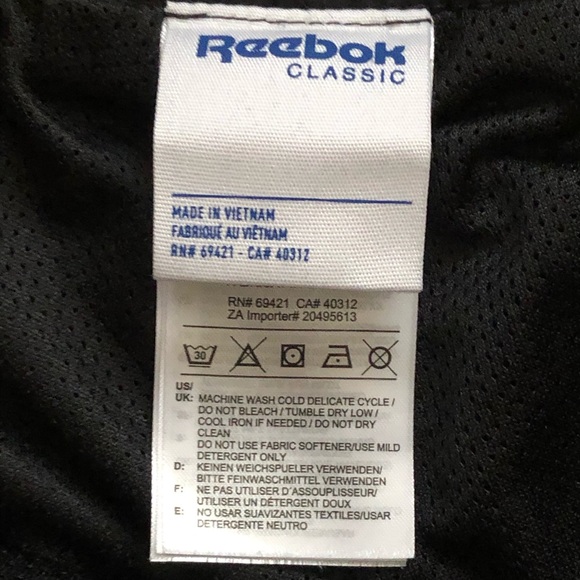 Reebok
CLASSIC
MADE IN VIETNAM
FABRIQUÉ AU VIÊTNAM
RN# 69421 - CA# 40312
RN# 69421 CA# 40312
ZA Importer# 20495613
30
US/
UK: MACHINE WASH COLD DELICATE CYCLE /
DO NOT BLEACH / TUMBLE DRY LOW /
COOL IRON IF NEEDED / DO NOT DRY
CLEAN
DO NOT USE FABRIC SOFTENER/USE MILD
DETERGENT ONLY
D: KEINEN WEICHSPUELER VERWENDEN/
BITTE FEINWASCHMITTEL VERWENDEN
F: NE PAS UTILISER D'ASSOUPLISEUR/
UTILISER UN DÉTERGENT DOUX
E: NO USAR SUAVIZANTES TEXTILES/USAR
DETERGENTE NEUTRO